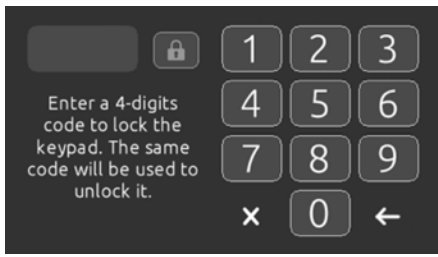 1 2 3
Enter a 4-digits
code to lock the
keypad. The same
code will be used to
unlock it.
4 5 6
7 8 9
x 0 ←